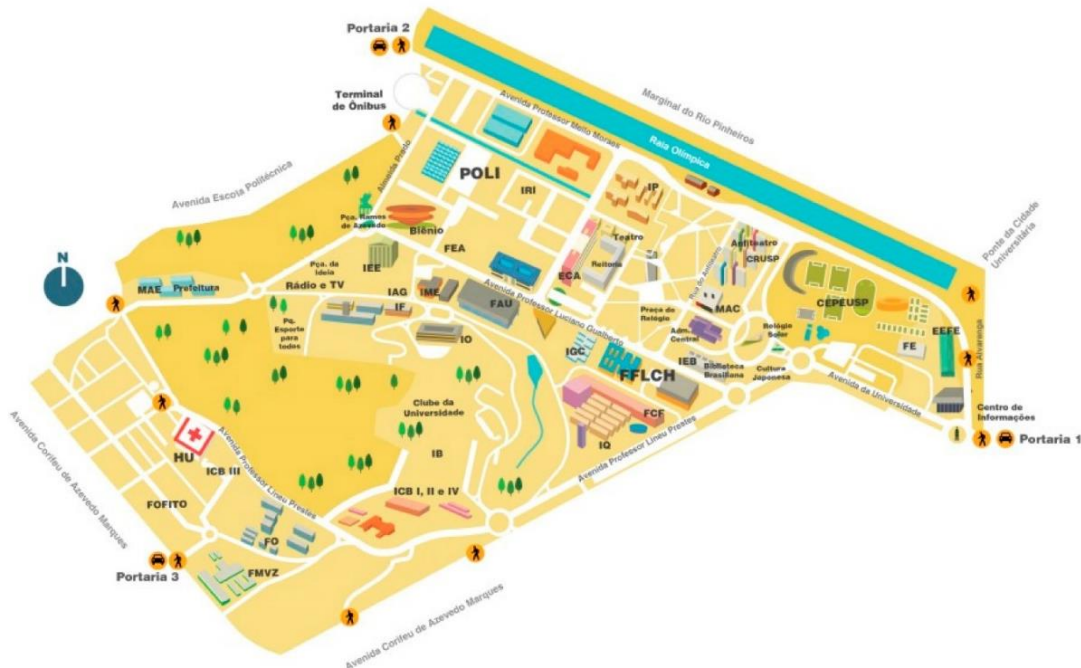 Portaria 2
Terminal
de Ônibus
Avenida Professor Mello Moraes
Marginal do Rio Pinheiros
Raia Olímpica
Ponte da Cidade
Universitária
Avenida Escola Politécnica
Almeida Prado
POLI
IRI
IP
Pça. Ramos
de Azevedo
Biênio
FEA
Teatro
Reitoria
ECA
Anfiteatro
CRUSP
Rua do Anfiteatro
N
Pça. da
Ideia
IEE
Rádio e TV
MAE
Prefeitura
IAG
IME
IF
FAU
Avenida Professor Luciano Gualberto
Praça do
Relógio
MAC
CEPEUSP
EEFE
FE
Rua Alvarenga
Pq.
Esporte
para
todos
IO
IGC
FFLCH
Adm.
Central
Relógio
Solar
IEB
Biblioteca
Brasiliana
Cultura
Japonesa
Avenida da Universidade
Centro de
Informações
Portaria 1
Clube da
Universidade
IB
FCF
IQ
Avenida Professor Lineu Prestes
HU
ICB III
Avenida Professor Lineu Prestes
ICB I, II e IV
FOFITO
FO
FMVZ
Portaria 3
Avenida Corifeu de Azevedo Marques
Avenida Corifeu de Azevedo Marques